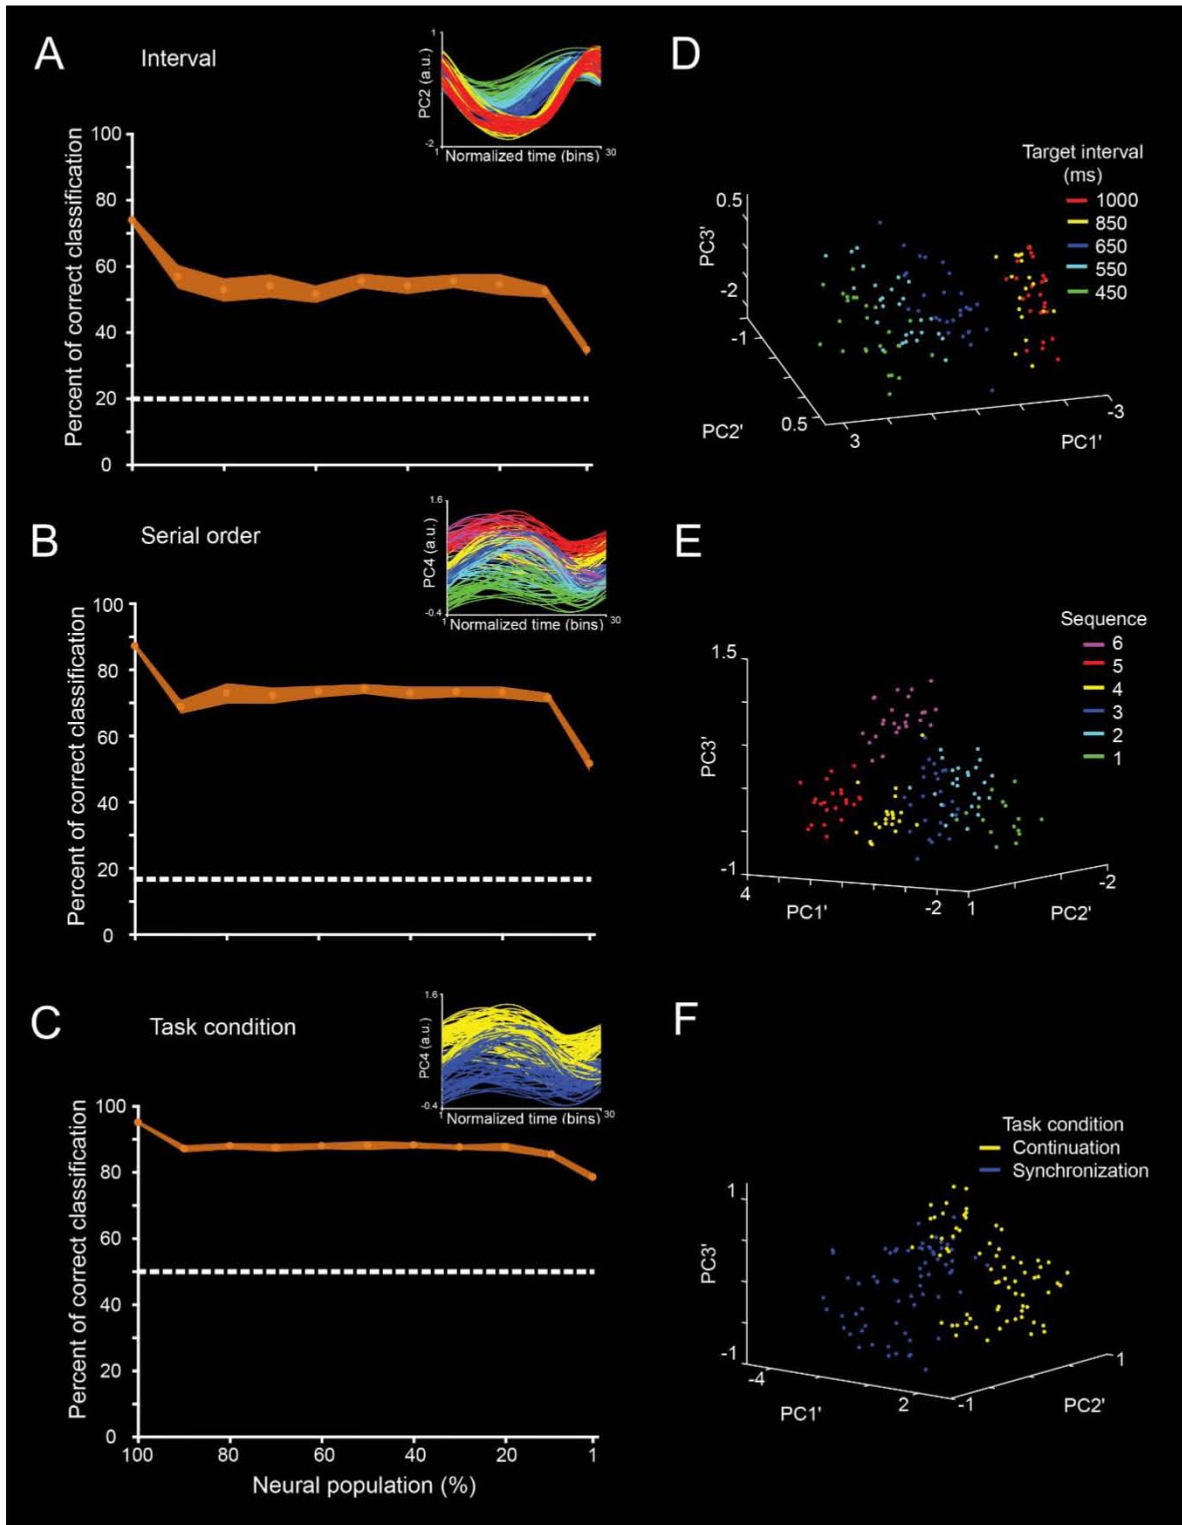 A
Interval
1
PC2 (a.u.)
-2
1
Normalized time (bins)
30
100
80
60
40
20
0
Percent of correct classification
D
Target interval
(ms)
1000
850
650
550
450
0.5
PC3'
-2
-1
PC2'
0.5
3
PC1'
-3
B
Serial order
1.6
PC4 (a.u.)
-0.4
1
Normalized time (bins)
30
100
80
60
40
20
0
Percent of correct classification
E
Sequence
6
5
4
3
2
1
1.5
PC3'
-1
4
PC1'
-2
1
PC2'
-2
C
Task condition
1.6
PC4 (a.u.)
-0.4
1
Normalized time (bins)
30
100
80
60
40
20
0
Percent of correct classification
100
80
60
40
20
1
Neural population (%)
F
Task condition
Continuation
Synchronization
1
PC3'
-1
-4
PC1'
2
-1
PC2'
1